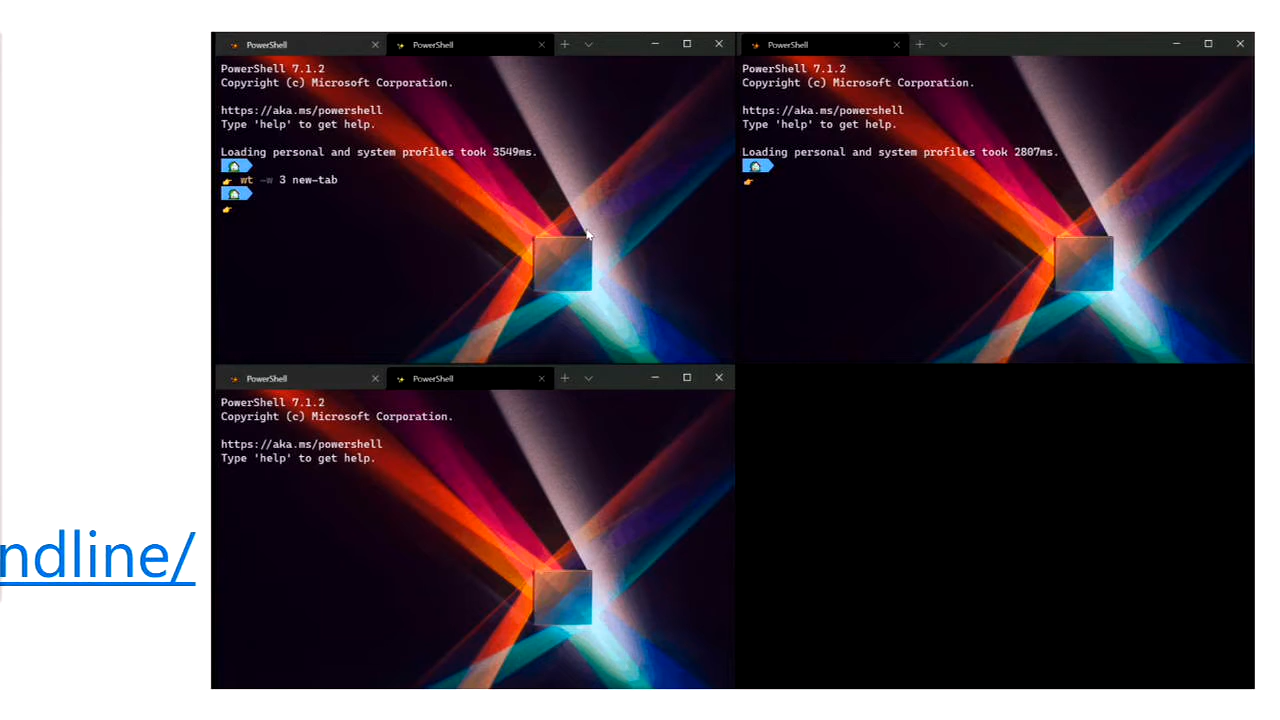 PowerShell
PowerShell
PowerShell 7.1.2
Copyright (c) Microsoft Corporation.
https://aka.ms/powershell
Type 'help' to get help.
Loading personal and system profiles took 3549ms.
wt -w 3 new-tab
PowerShell
PowerShell 7.1.2
Copyright (c) Microsoft Corporation.
https://aka.ms/powershell
Type 'help' to get help.
Loading personal and system profiles took 2807ms.
PowerShell
PowerShell
PowerShell 7.1.2
Copyright (c) Microsoft Corporation.
https://aka.ms/powershell
Type 'help' to get help.
ndline/